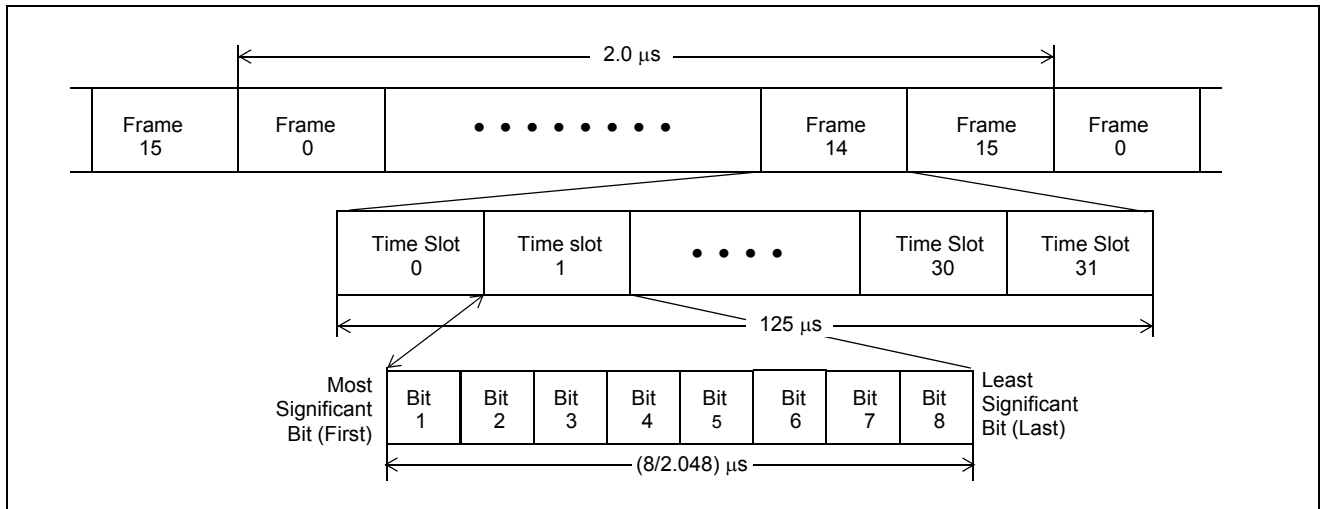 2.0 μs
Frame 15
Frame 0
Frame 14
Frame 15
Frame 0
Time Slot 0
Time slot 1
Time Slot 30
Time Slot 31
125 μs
Most
Significant
Bit (First)
Bit 1
Bit 2
Bit 3
Bit 4
Bit 5
Bit 6
Bit 7
Bit 8
Least
Significant
Bit (Last)
(8/2.048) μs